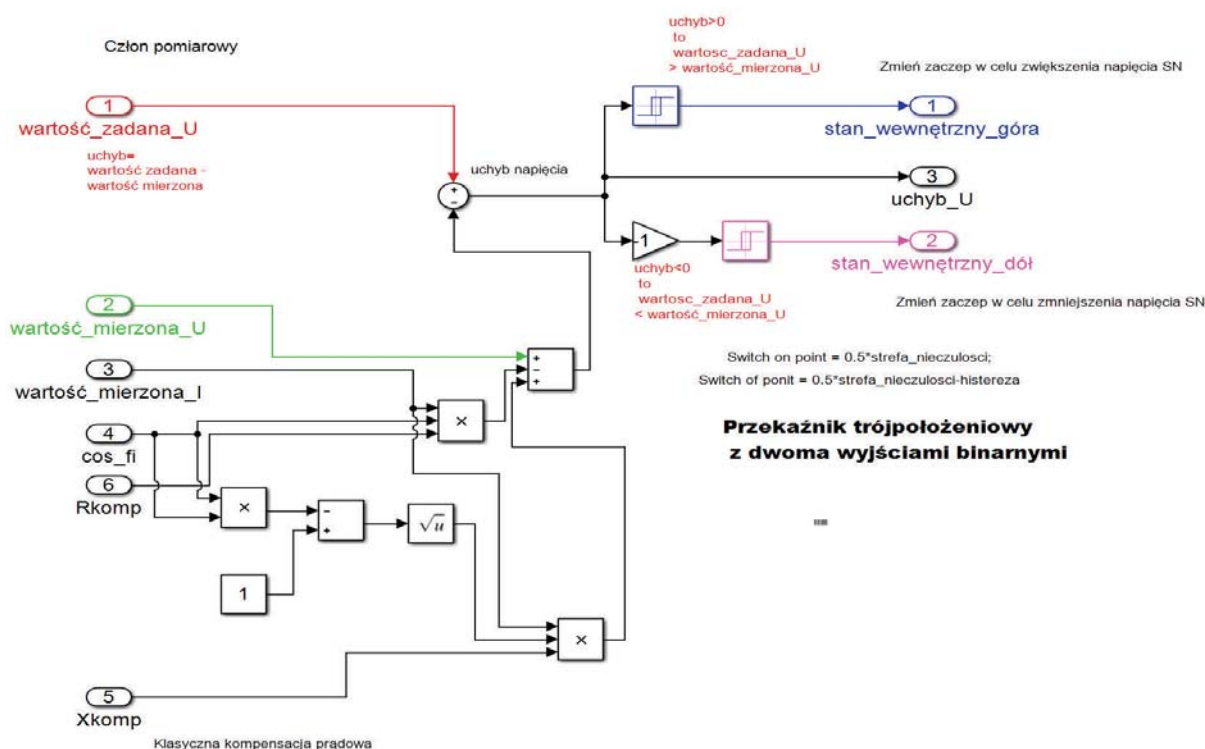 Człon pomiarowy
uchyb>0
to
wartosc_zadana_U
> wartość_mierzona_U
Zmień zaczep w celu zwiększenia napięcia SN
1
wartość_zadana_U
uchyb=
wartość zadana -
wartość mierzona
uchyb napięcia
+
−
1
stan_wewnętrzny_góra
3
uchyb_U
-1
2
stan_wewnętrzny_dół
uchyb<0
to
wartosc_zadana_U
< wartość_mierzona_U
Zmień zaczep w celu zmniejszenia napięcia SN
2
wartość_mierzona_U
3
wartość_mierzona_I
+
−
+
Switch on point = 0.5*strefa_nieczulosci;
Switch of ponit = 0.5*strefa_nieczulosci-histereza
Przekaźnik trójpołożeniowy
z dwoma wyjściami binarnymi
4
cos_fi
×
6
Rkomp
×
−
+
√u
1
×
5
Xkomp
Klasyczna kompensacja prądowa